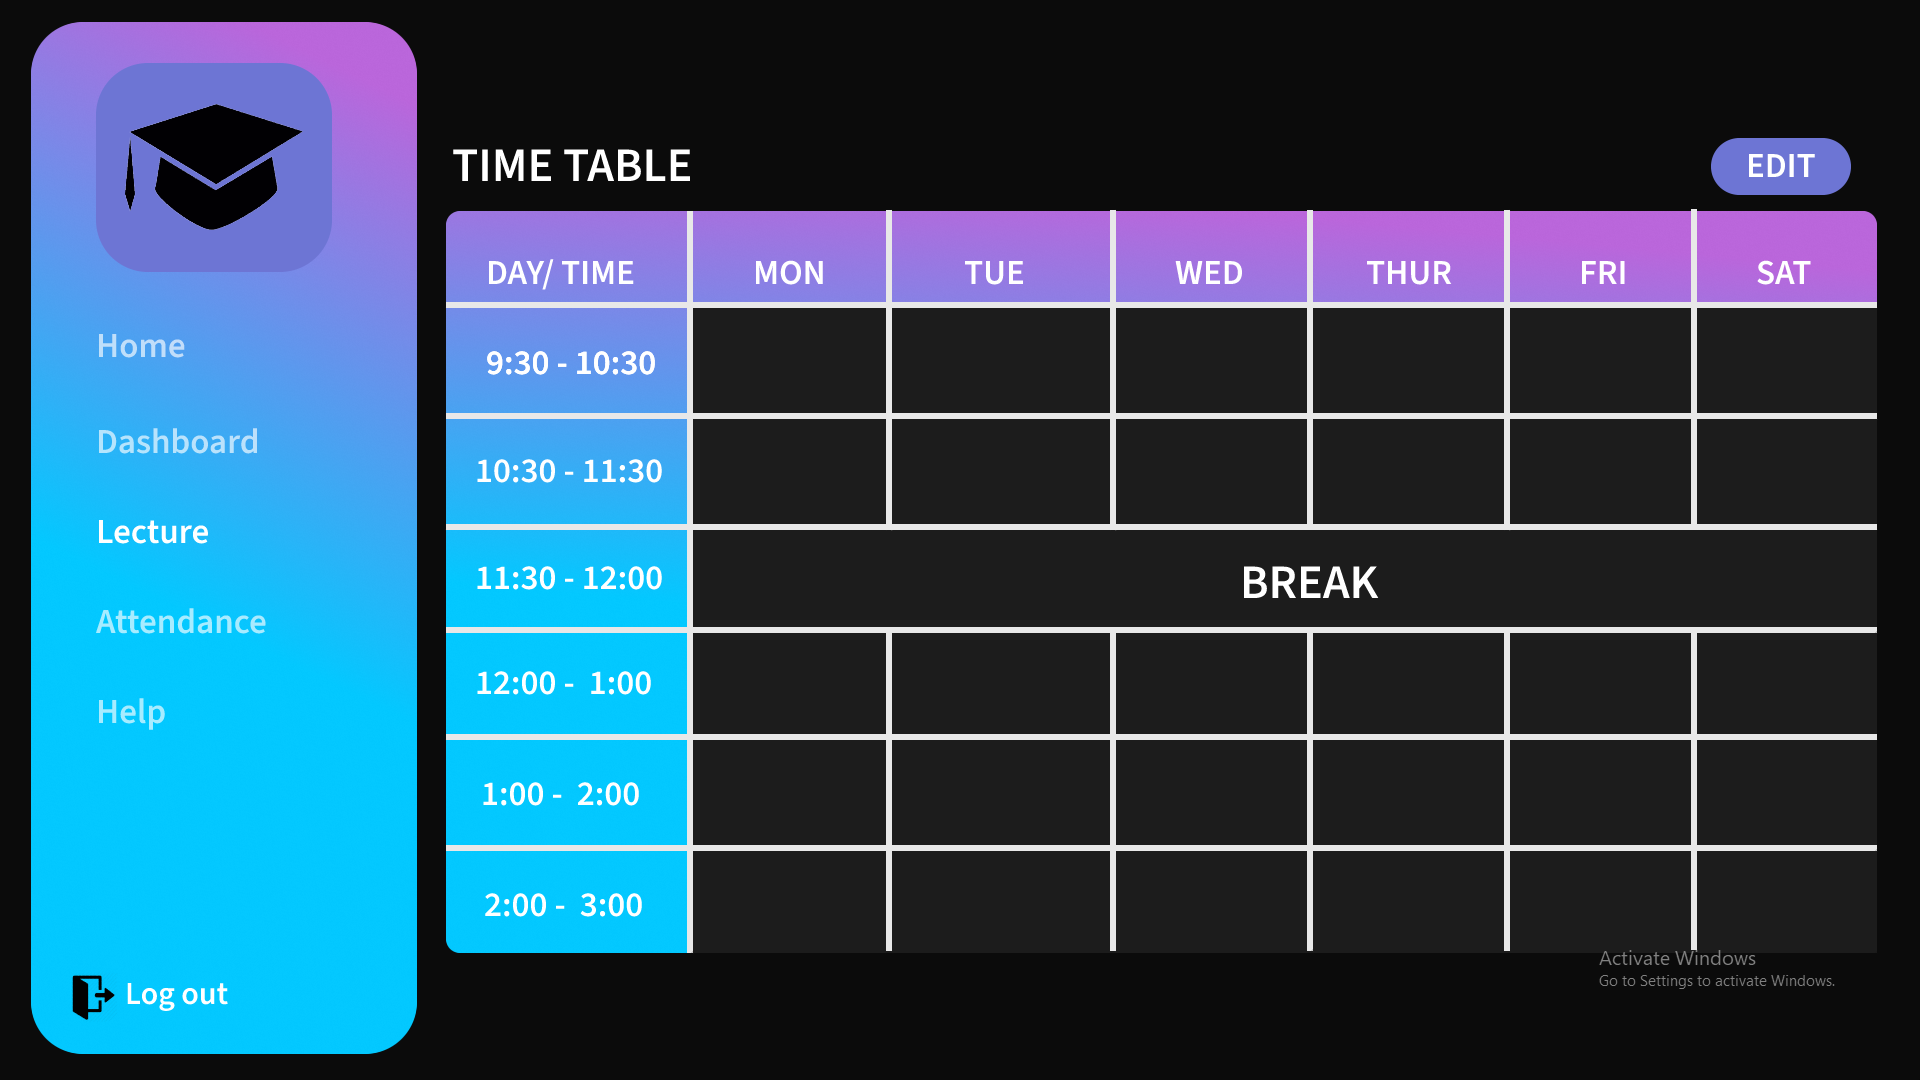 Home
Dashboard
Lecture
Attendance
Help
Log out
TIME TABLE
EDIT
DAY/ TIME MON TUE WED THUR FRI SAT
9:30 - 10:30
10:30 - 11:30
11:30 - 12:00 BREAK
12:00 - 1:00
1:00 - 2:00
2:00 - 3:00
Activate Windows
Go to Settings to activate Windows.